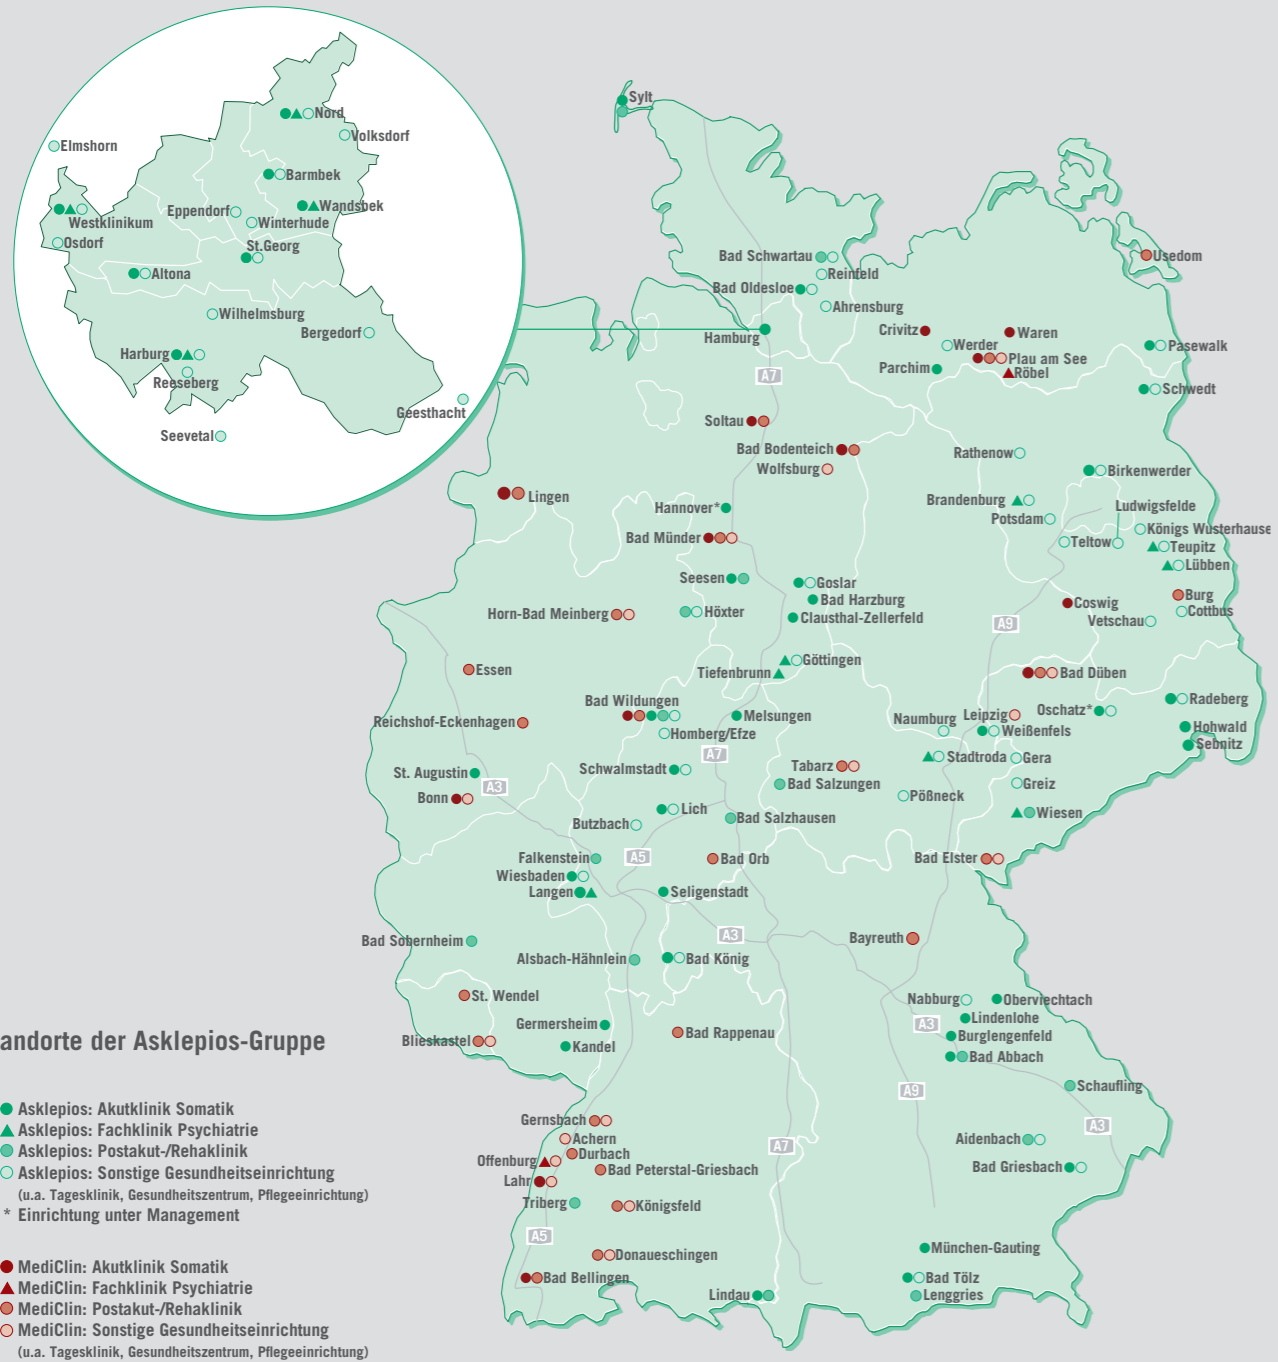 Sylt
Nord
Volksdorf
Elmshorn
Barmbek
Wandsbek
Eppendorf
Westklinikum
Winterhude
Osdorf
St.Georg
Altona
Wilhelmsburg
Bergedorf
Harburg
Reeseberg
Geesthacht
Seevetal
Bad Schwartau
Usedom
Reinfeld
Bad Oldesloe
Ahrensburg
Hamburg
Crivitz
Waren
Werder
Pasewalk
Plau am See
Parchim
Röbel
A7
Schwedt
Soltau
Bad Bodenteich
Rathenow
Wolfsburg
Birkenwerder
Lingen
Brandenburg
Hannover*
Ludwigsfelde
Potsdam
Königs Wusterhause
Bad Münder
Teltow
Teupitz
Lübben
Seesen
Goslar
Burg
Bad Harzburg
Coswig
Horn-Bad Meinberg
Höxter
Cottbus
Clausthal-Zellerfeld
A9
Vetschau
Göttingen
Essen
Tiefenbrunn
Bad Düben
Bad Wildungen
Radeberg
Oschatz*
Reichshof-Eckenhagen
Melsungen
Naumburg
Leipzig
Hohwald
Homberg/Efze
Weißenfels
Sebnitz
A7
Stadtroda
Gera
St. Augustin
Schwalmstadt
Tabarz
A3
Bad Salzungen
Greiz
Bonn
Pößneck
Lich
Butzbach
Bad Salzhausen
Wiesen
Falkenstein
A5
Bad Orb
Bad Elster
Wiesbaden
Langen
Seligenstadt
Bad Sobernheim
A3
Bayreuth
Alsbach-Hähnlein
Bad König
St. Wendel
Nabburg
Oberviechtach
Germersheim
Lindenlohe
A3
Bad Rappenau
Burglengenfeld
andorte der Asklepios-Gruppe
Blieskastel
Kandel
Bad Abbach
Schaufling
A9
Asklepios: Akutklinik Somatik
Asklepios: Fachklinik Psychiatrie
Asklepios: Postakut-/Rehaklinik
Asklepios: Sonstige Gesundheitseinrichtung
(u.a. Tagesklinik, Gesundheitszentrum, Pflegeeinrichtung)
* Einrichtung unter Management
Gernsbach
A3
Achern
Aidenbach
A7
Durbach
Offenburg
Bad Peterstal-Griesbach
Bad Griesbach
Lahr
Triberg
Königsfeld
A5
Donaueschingen
München-Gauting
Bad Bellingen
Bad Tölz
Lindau
Lenggries
MediClin: Akutklinik Somatik
MediClin: Fachklinik Psychiatrie
MediClin: Postakut-/Rehaklinik
MediClin: Sonstige Gesundheitseinrichtung
(u.a. Tagesklinik, Gesundheitszentrum, Pflegeeinrichtung)